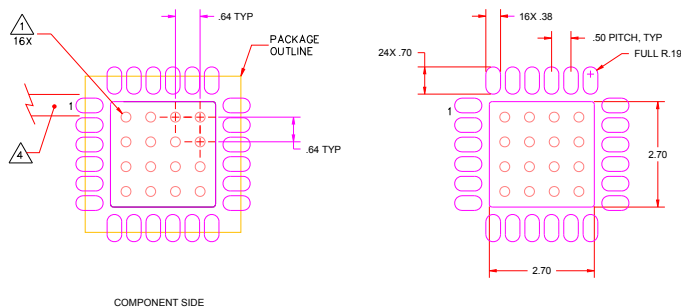 1
16X
.64 TYP
PACKAGE
OUTLINE
1
4
.64 TYP
COMPONENT SIDE
16X .38
.50 PITCH, TYP
24X .70
FULL R.19
1
2.70
2.70